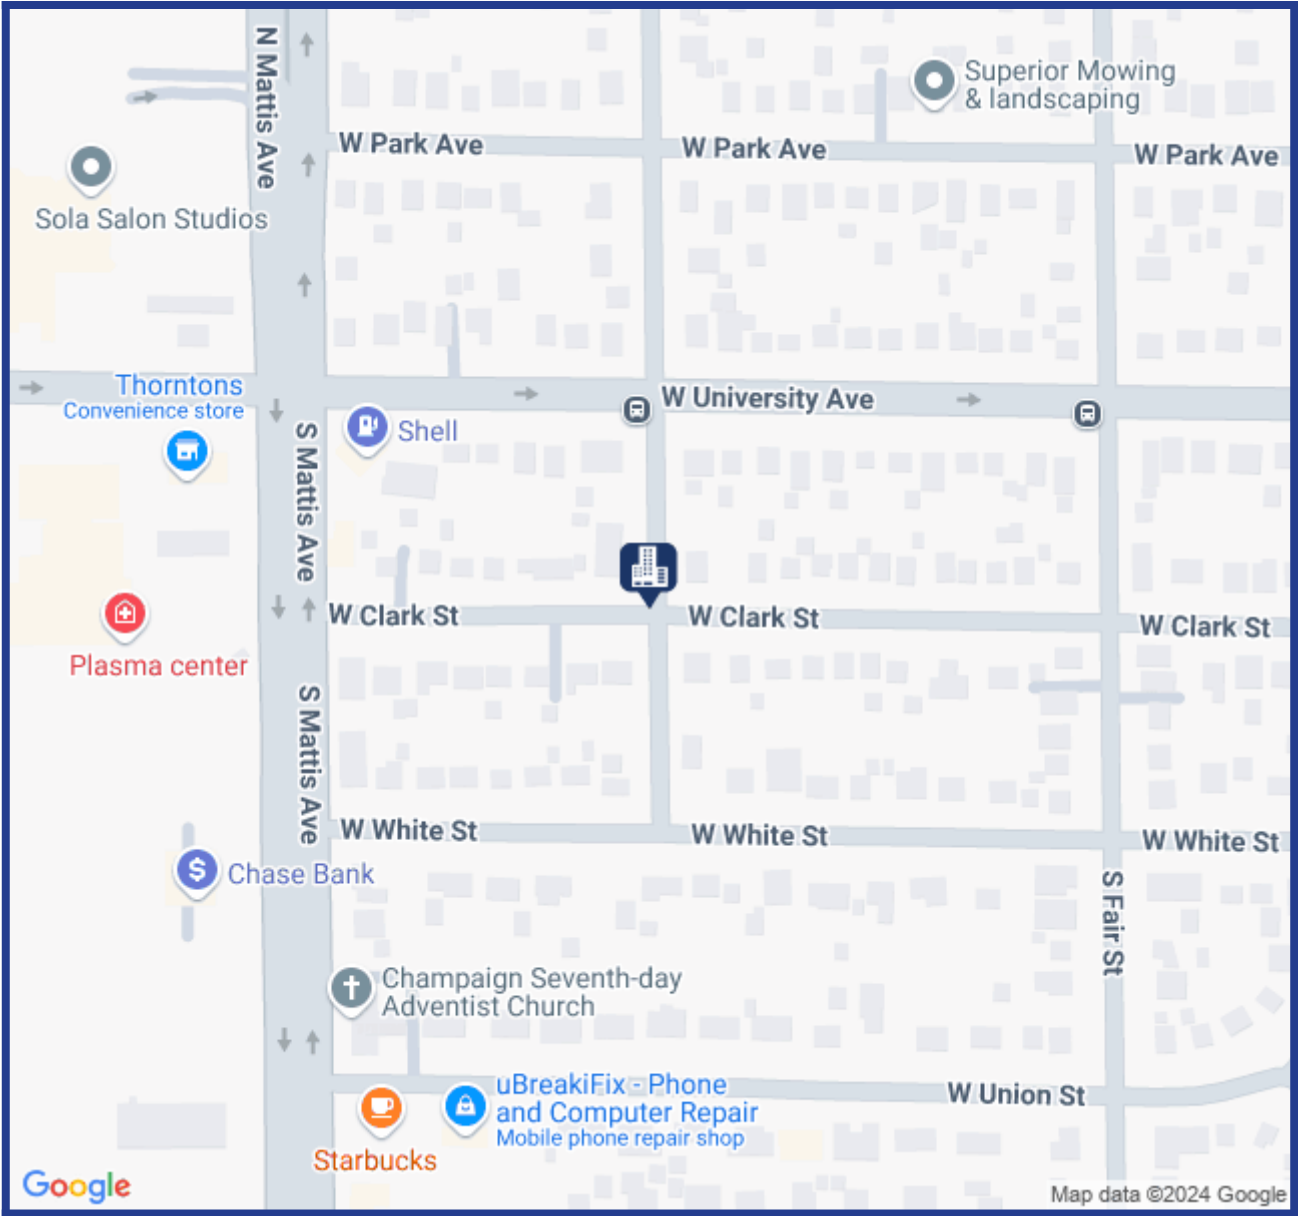 N Mattis Ave
Superior Mowing
& landscaping
W Park Ave
W Park Ave
W Park Ave
Sola Salon Studios
Thorntons
Convenience store
W University Ave
Shell
S Mattis Ave
W Clark St
W Clark St
W Clark St
Plasma center
S Mattis Ave
W White St
W White St
W White St
$
Chase Bank
S Fair St
Champaign Seventh-day
Adventist Church
uBreakiFix - Phone
and Computer Repair
Mobile phone repair shop
W Union St
Starbucks
Google
Map data ©2024 Google